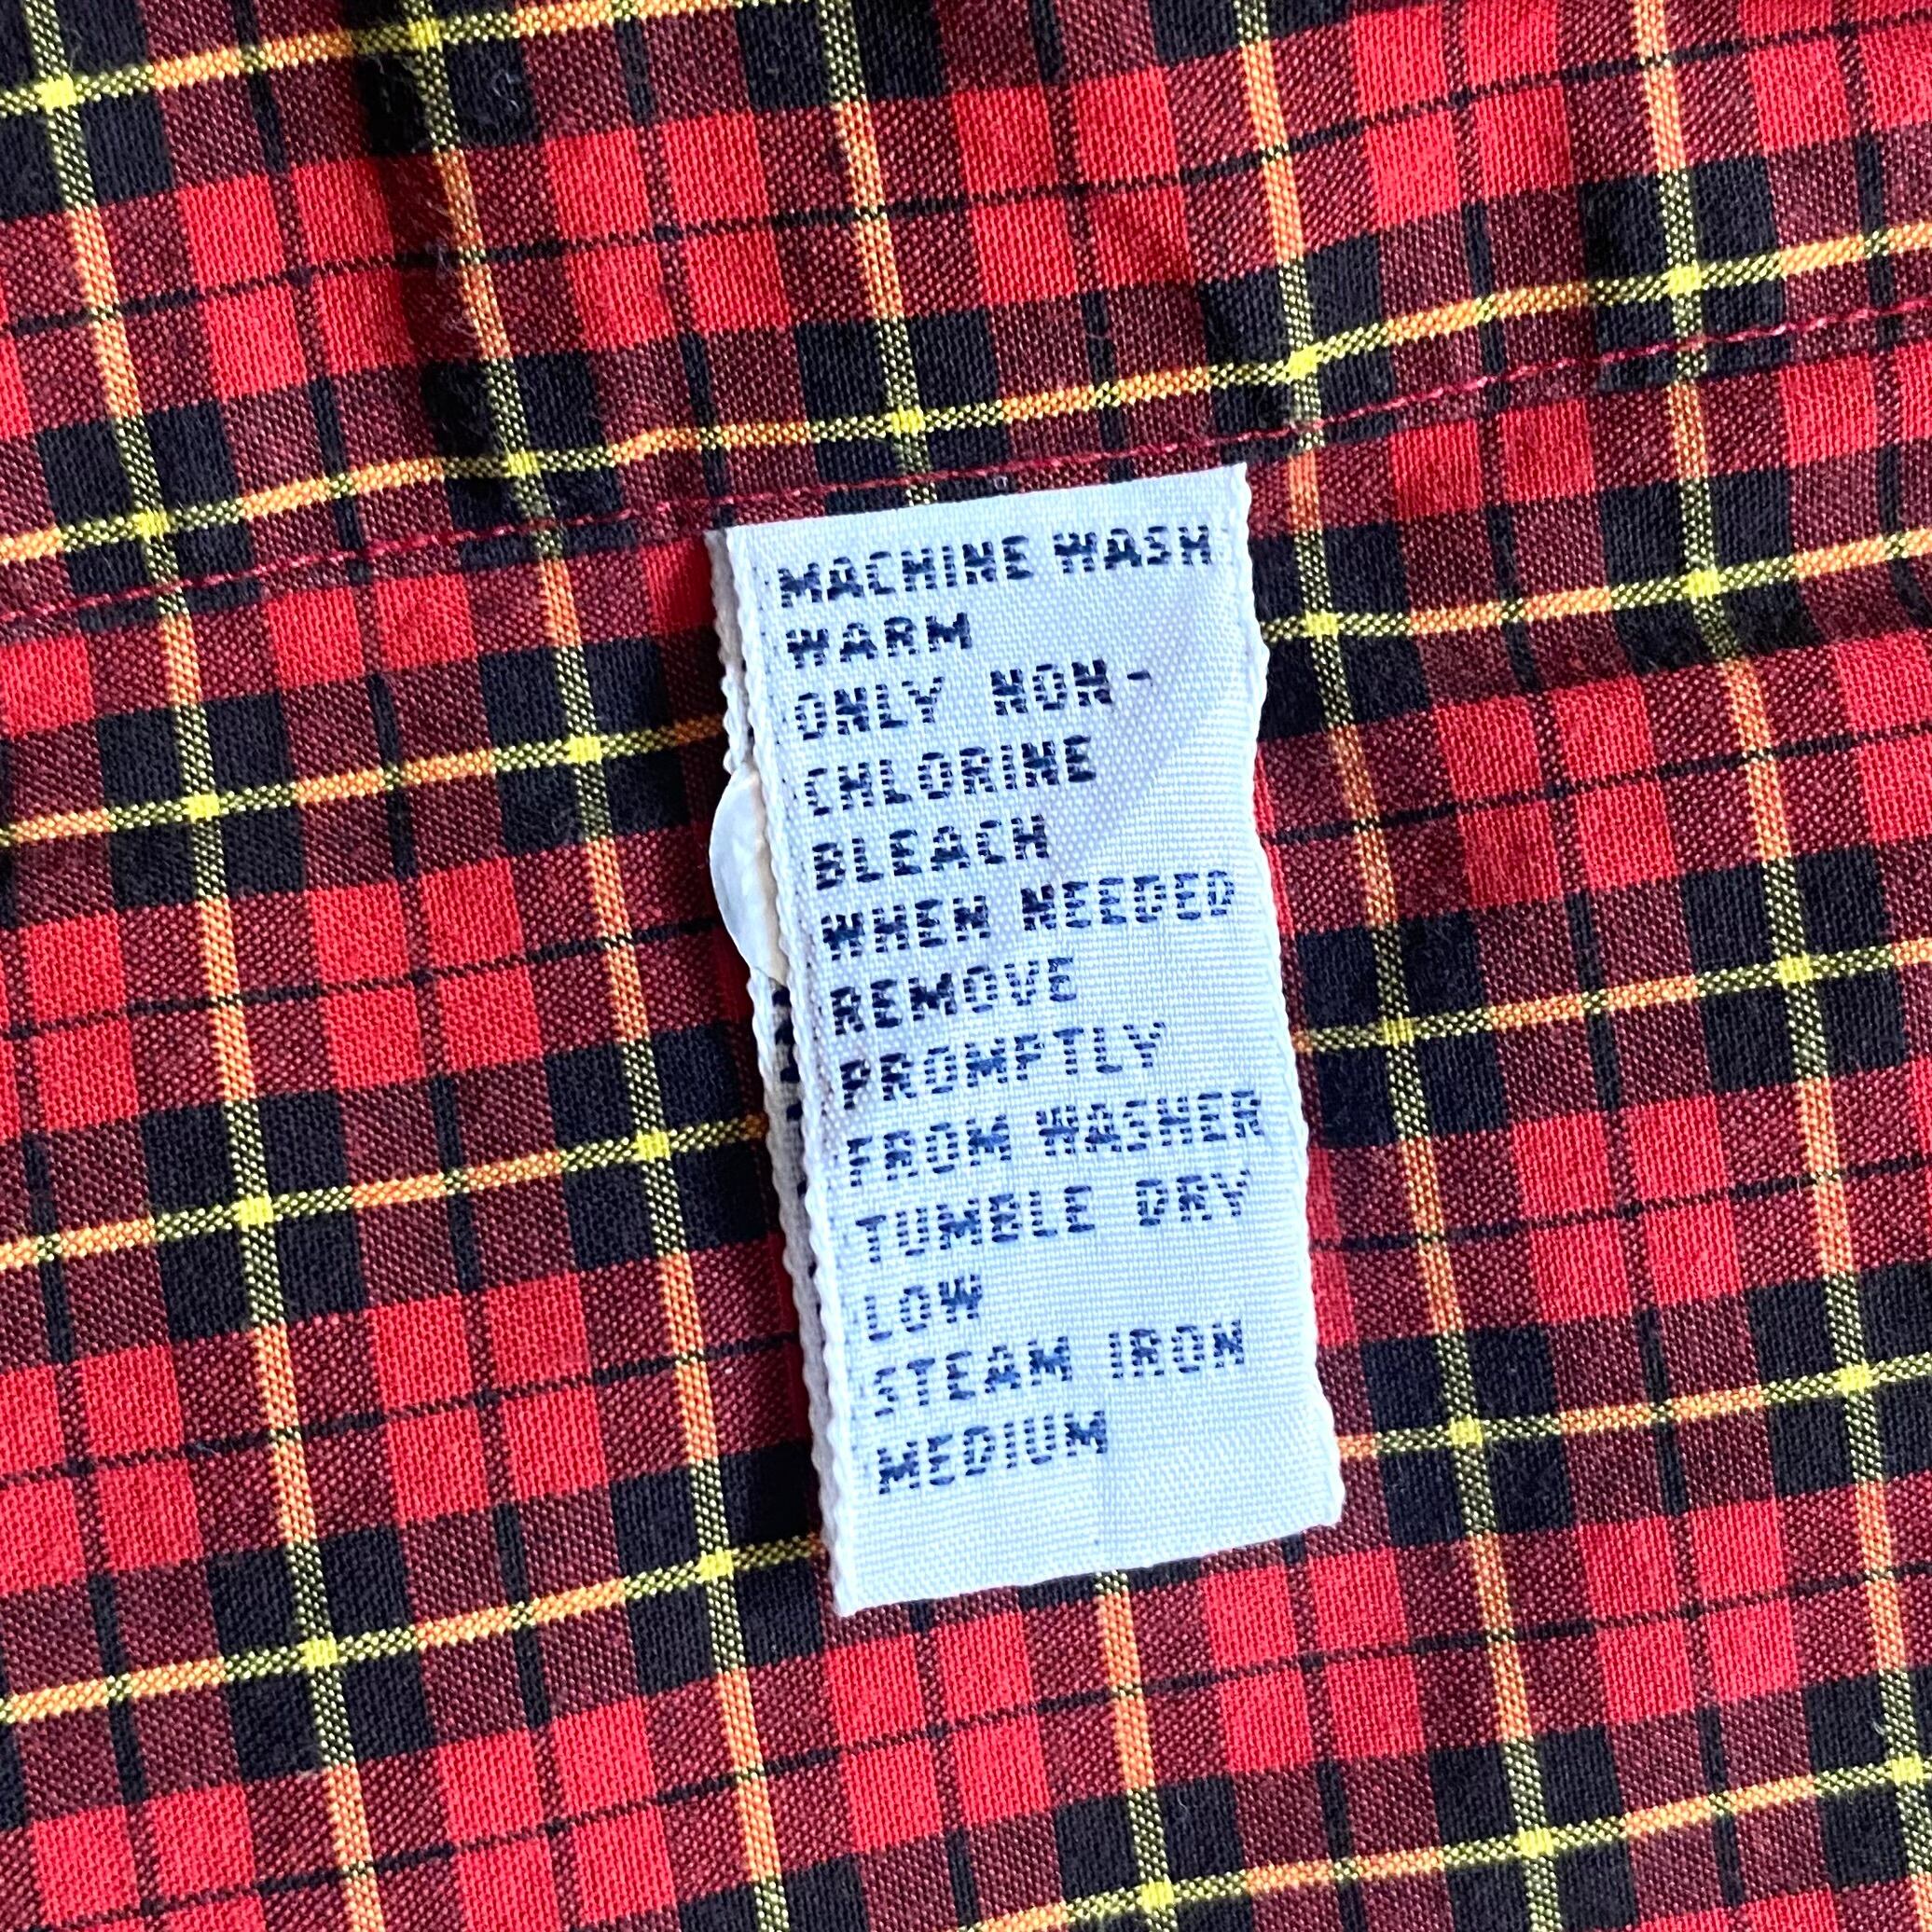 MACHINE WASH
WARM
ONLY NON-
CHLORINE
BLEACH
WHEN NEEDED
REMOVE
PROMPTLY
FROM WASHER
TUMBLE DRY
LOW
STEAM IRON
MEDIUM